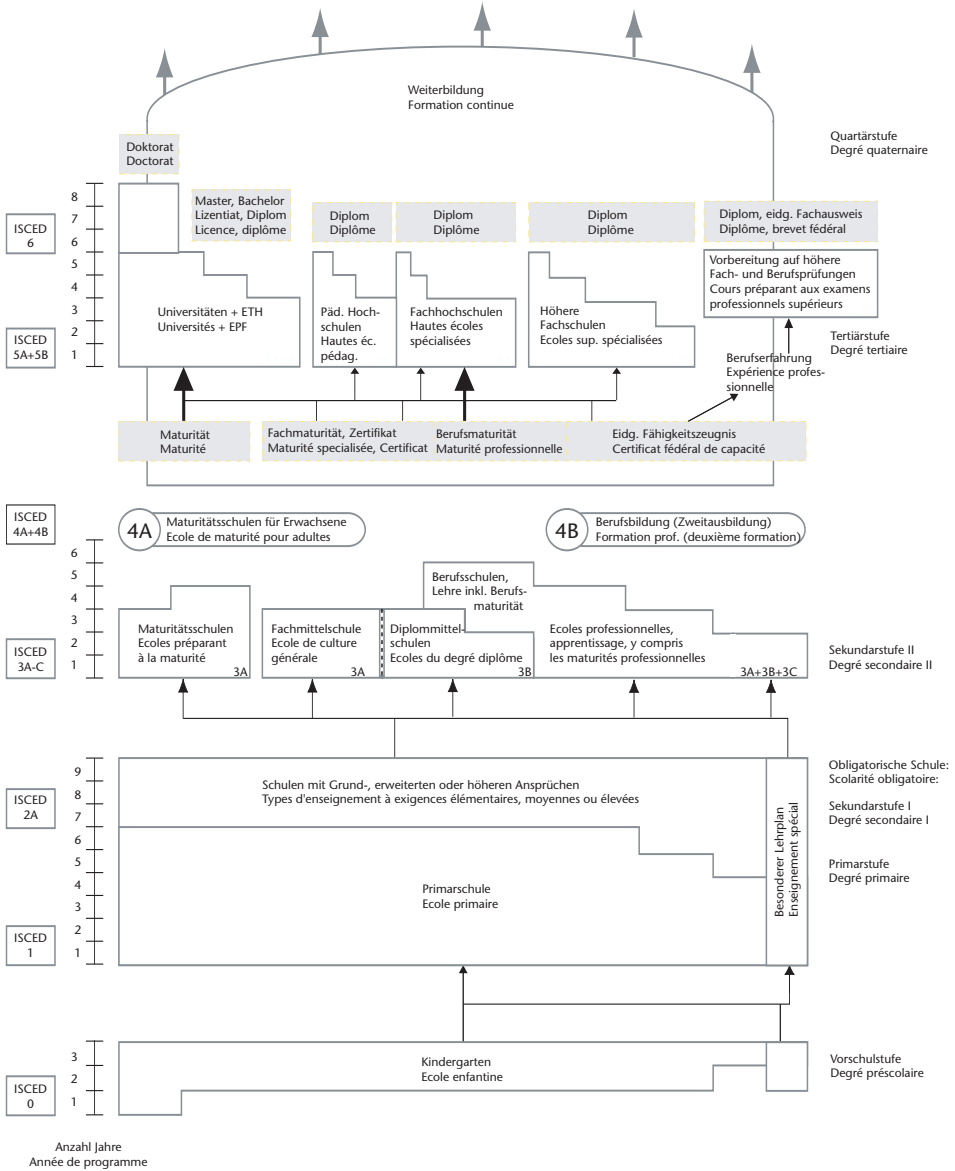 Weiterbildung
Formation continue
Quartärstufe
Degré quaternaire
Doktorat
Doctorat
Master, Bachelor
Lizentiat, Diplom
Licence, diplôme
Diplom
Diplôme
Diplom
Diplôme
Diplom
Diplôme
Diplom, eidg. Fachausweis
Diplôme, brevet fédéral
ISCED
6
8
7
6
5
4
3
2
1
ISCED
5A+5B
Universitäten + ETH
Universités + EPF
Päd. Hoch-
schulen
Hautes éc.
pédag.
Fachhochschulen
Hautes écoles
spécialisées
Höhere
Fachschulen
Ecoles sup. spécialisées
Vorbereitung auf höhere
Fach- und Berufsprüfungen
Cours préparant aux examens
professionnels supérieurs
Tertiärstufe
Degré tertiaire
Berufserfahrung
Expérience profes-
sionnelle
Maturität
Maturité
Fachmaturität, Zertifikat
Maturité specialisée, Certificat
Berufsmaturität
Maturité professionnelle
Eidg. Fähigkeitszeugnis
Certificat fédéral de capacité
ISCED
4A+4B
4A
Maturitätsschulen für Erwachsene
Ecole de maturité pour adultes
4B
Berufsbildung (Zweitausbildung)
Formation prof. (deuxième formation)
6
5
4
3
2
1
ISCED
3A-C
Maturitätsschulen
Ecoles préparant
à la maturité
3A
Fachmittelschule
Ecole de culture
générale
3A
Berufsschulen,
Lehre inkl. Berufs-
maturität
Diplommittel-
schulen
Ecoles du degré diplôme
3B
Ecoles professionnelles,
apprentissage, y compris
les maturités professionnelles
3A+3B+3C
Sekundarstufe II
Degré secondaire II
9
8
7
6
5
4
3
2
1
ISCED
2A
ISCED
1
Schulen mit Grund-, erweiterten oder höheren Ansprüchen
Types d'enseignement à exigences élémentaires, moyennes ou élevées
Primarschule
Ecole primaire
Besonderer Lehrplan
Enseignement spécial
Obligatorische Schule:
Scolarité obligatoire:
Sekundarstufe I
Degré secondaire I
Primarstufe
Degré primaire
3
2
1
ISCED
0
Kindergarten
Ecole enfantine
Vorschulstufe
Degré préscolaire
Anzahl Jahre
Année de programme